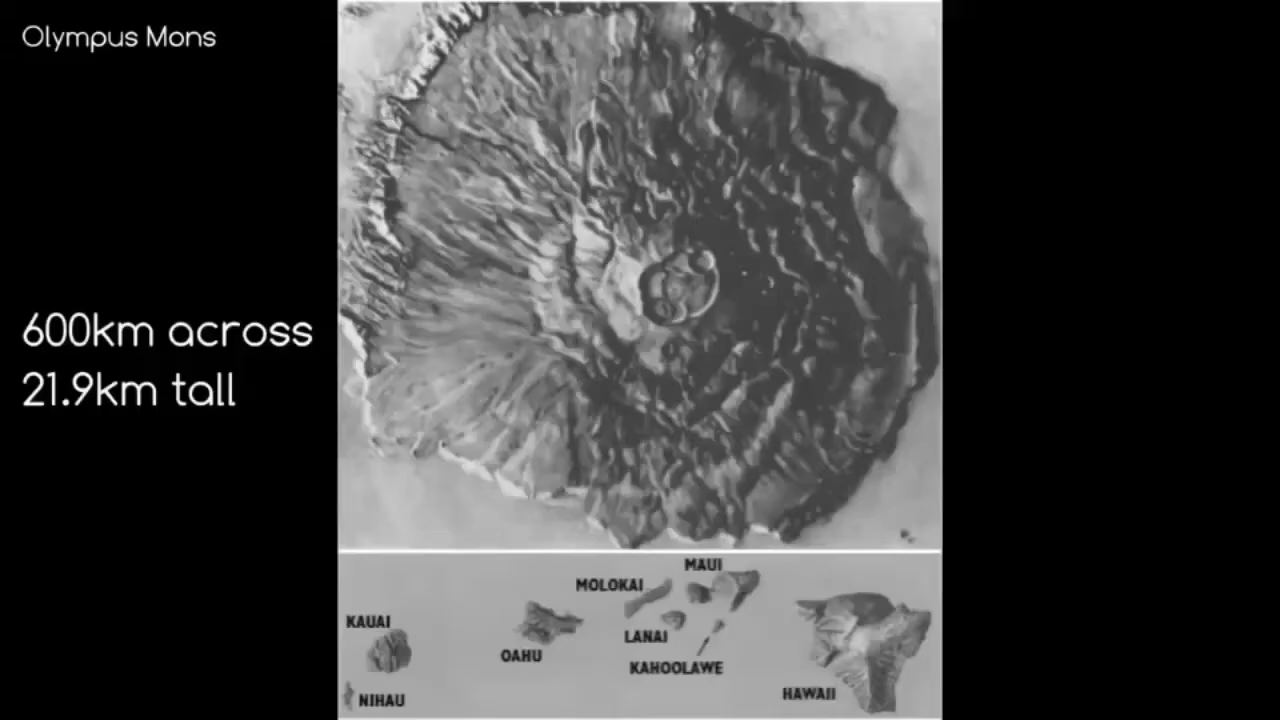 Olympus Mons
600km across
21.9km tall
MAUI
MOLOKAI
KAUAI
LANAI
OAHU
KAHOOLAWE
HAWAII
NIHAU